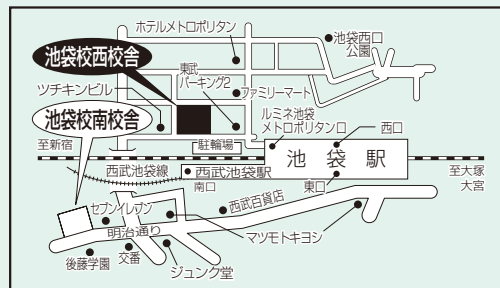 ホテルメトロポリタン
池袋西口
公園
池袋校西校舎
東武
パーキング2
ファミリーマート
ツチキンビル
ルミネ池袋
メトロポリタン口
西口
池袋校南校舎
駐輪場
至新宿
池袋駅
至大塚
大宮
西武池袋線
西武池袋駅
南口
東口
西武百貨店
セブンイレブン
明治通り
マツモトキヨシ
後藤学園
交番
ジュンク堂